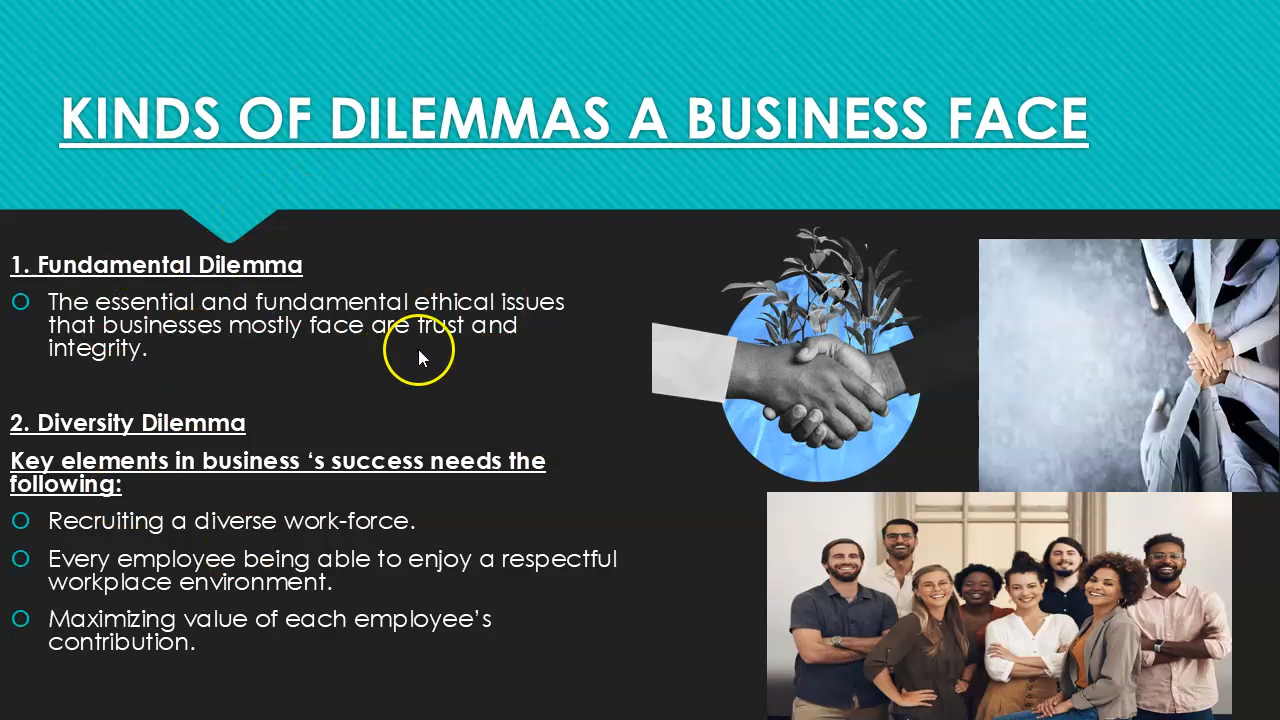 KINDS OF DILEMMAS A BUSINESS FACE
1. Fundamental Dilemma
The essential and fundamental ethical issues
that businesses mostly face are trust and
integrity.
2. Diversity Dilemma
Key elements in business ‘s success needs the
following:
Recruiting a diverse work-force.
Every employee being able to enjoy a respectful
workplace environment.
Maximizing value of each employee’s
contribution.